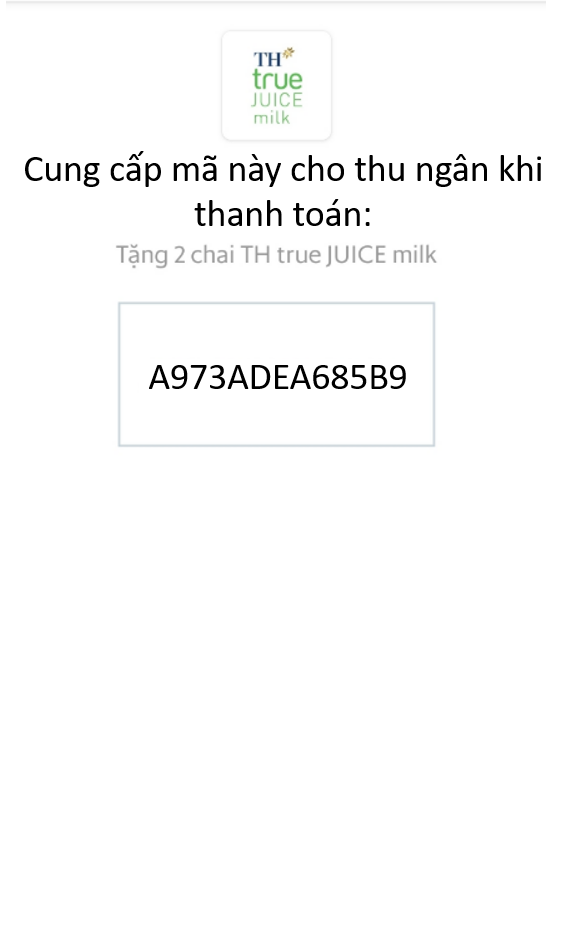 TH
true
JUICE
milk
Cung cấp mã này cho thu ngân khi
thanh toán:
Tặng 2 chai TH true JUICE milk
A973ADEA685B9